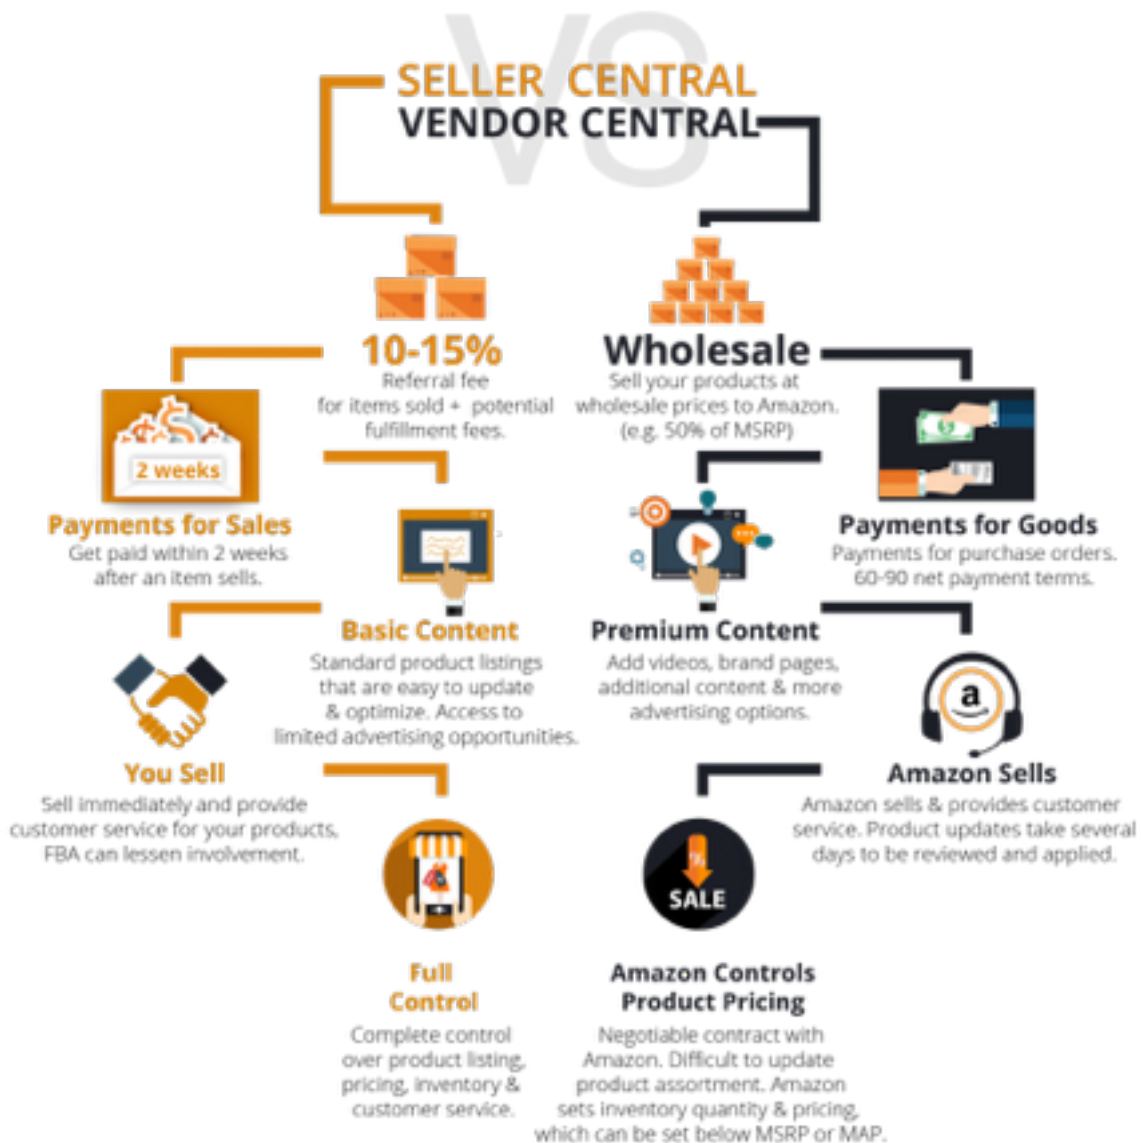 VS
SELLER CENTRAL
VENDOR CENTRAL
10-15%
Referral fee
for items sold + potential
fulfillment fees.
Wholesale
Sell your products at
wholesale prices to Amazon.
(e.g. 50% of MSRP)
2 weeks
Payments for Sales
Get paid within 2 weeks
after an item sells.
Payments for Goods
Payments for purchase orders.
60-90 net payment terms.
Basic Content
Standard product listings
that are easy to update
& optimize. Access to
limited advertising opportunities.
Premium Content
Add videos, brand pages,
additional content & more
advertising options.
You Sell
Sell immediately and provide
customer service for your products,
FBA can lessen involvement.
a
Amazon Sells
Amazon sells & provides customer
service. Product updates take several
days to be reviewed and applied.
%
SALE
Full
Control
Complete control
over product listing,
pricing, inventory &
customer service.
Amazon Controls
Product Pricing
Negotiable contract with
Amazon. Difficult to update
product assortment. Amazon
sets inventory quantity & pricing,
which can be set below MSRP or MAP.